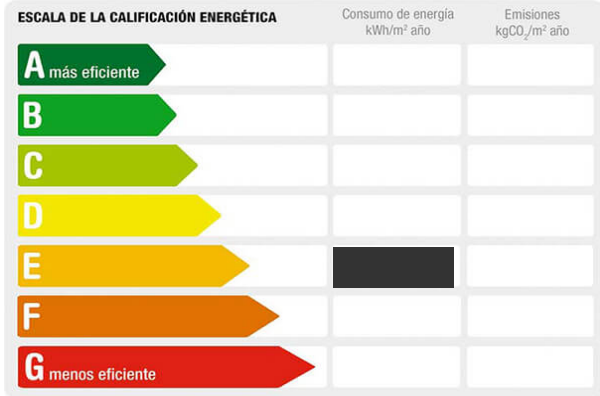 ESCALA DE LA CALIFICACIÓN ENERGÉTICA
Consumo de energía
kWh/m² año
Emisiones
kgCO₂/m² año
A más eficiente
B
C
D
E
F
G menos eficiente